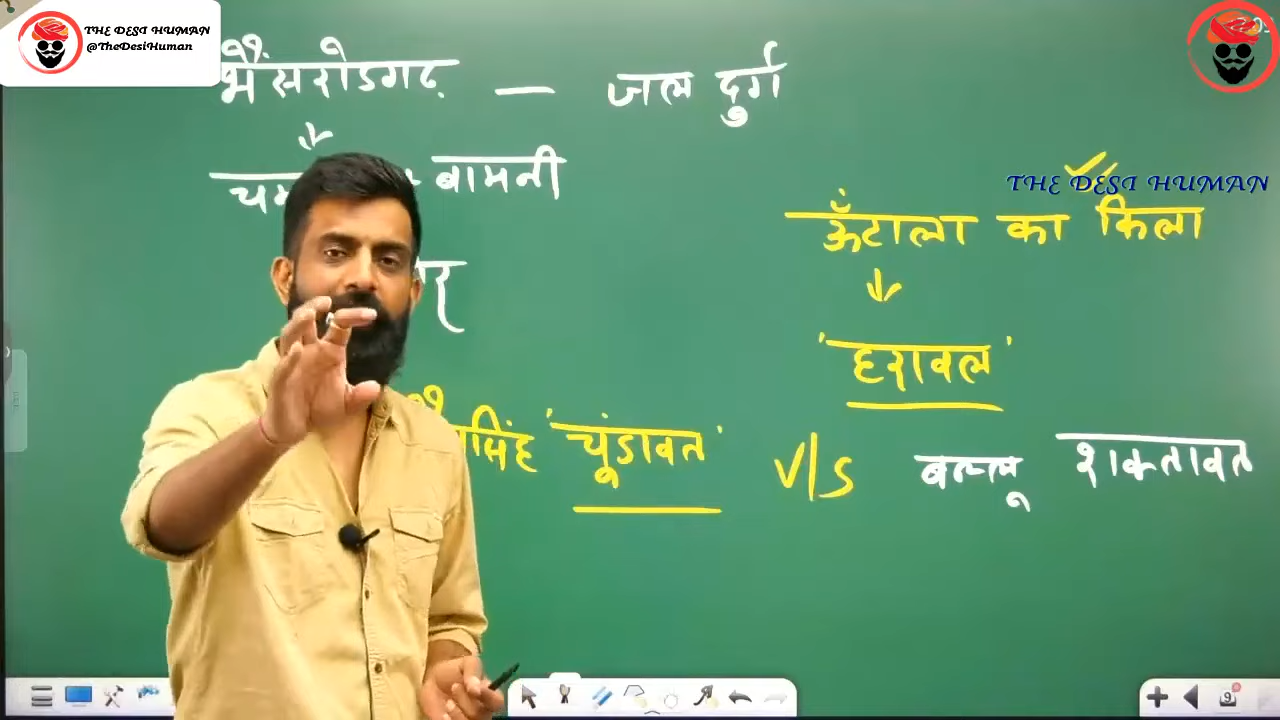 THE DESI HUMAN
@TheDesiHuman
भैंसरोडगढ़ — जल दुर्ग
बामनी
THE DESI HUMAN
ऊँटाला का किला
'हरावल'
सिंह 'चूंडावत' V/S बल्लू शक्तावत